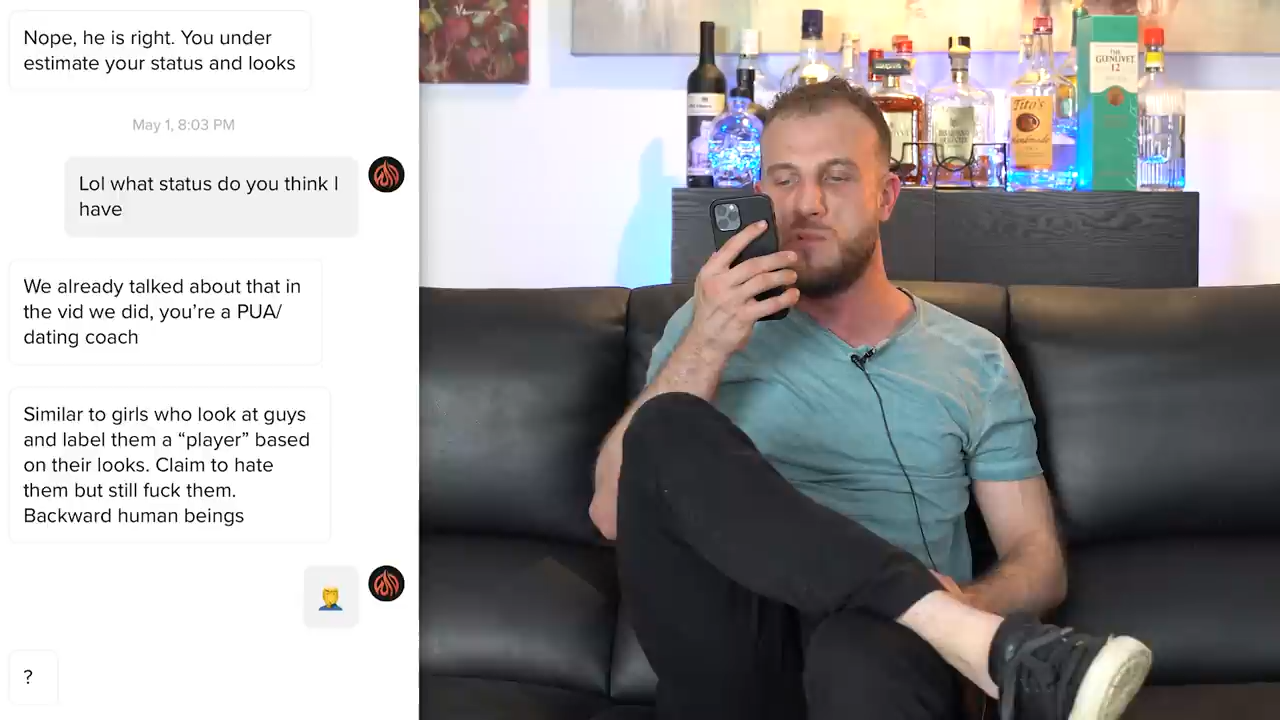 Nope, he is right. You under
estimate your status and looks
May 1, 8:03 PM
Lol what status do you think I
have
We already talked about that in
the vid we did, you're a PUA/
dating coach
Similar to girls who look at guys
and label them a “player” based
on their looks. Claim to hate
them but still fuck them.
Backward human beings
?
THE
GLENLIVET
12
Tito's
Handmade